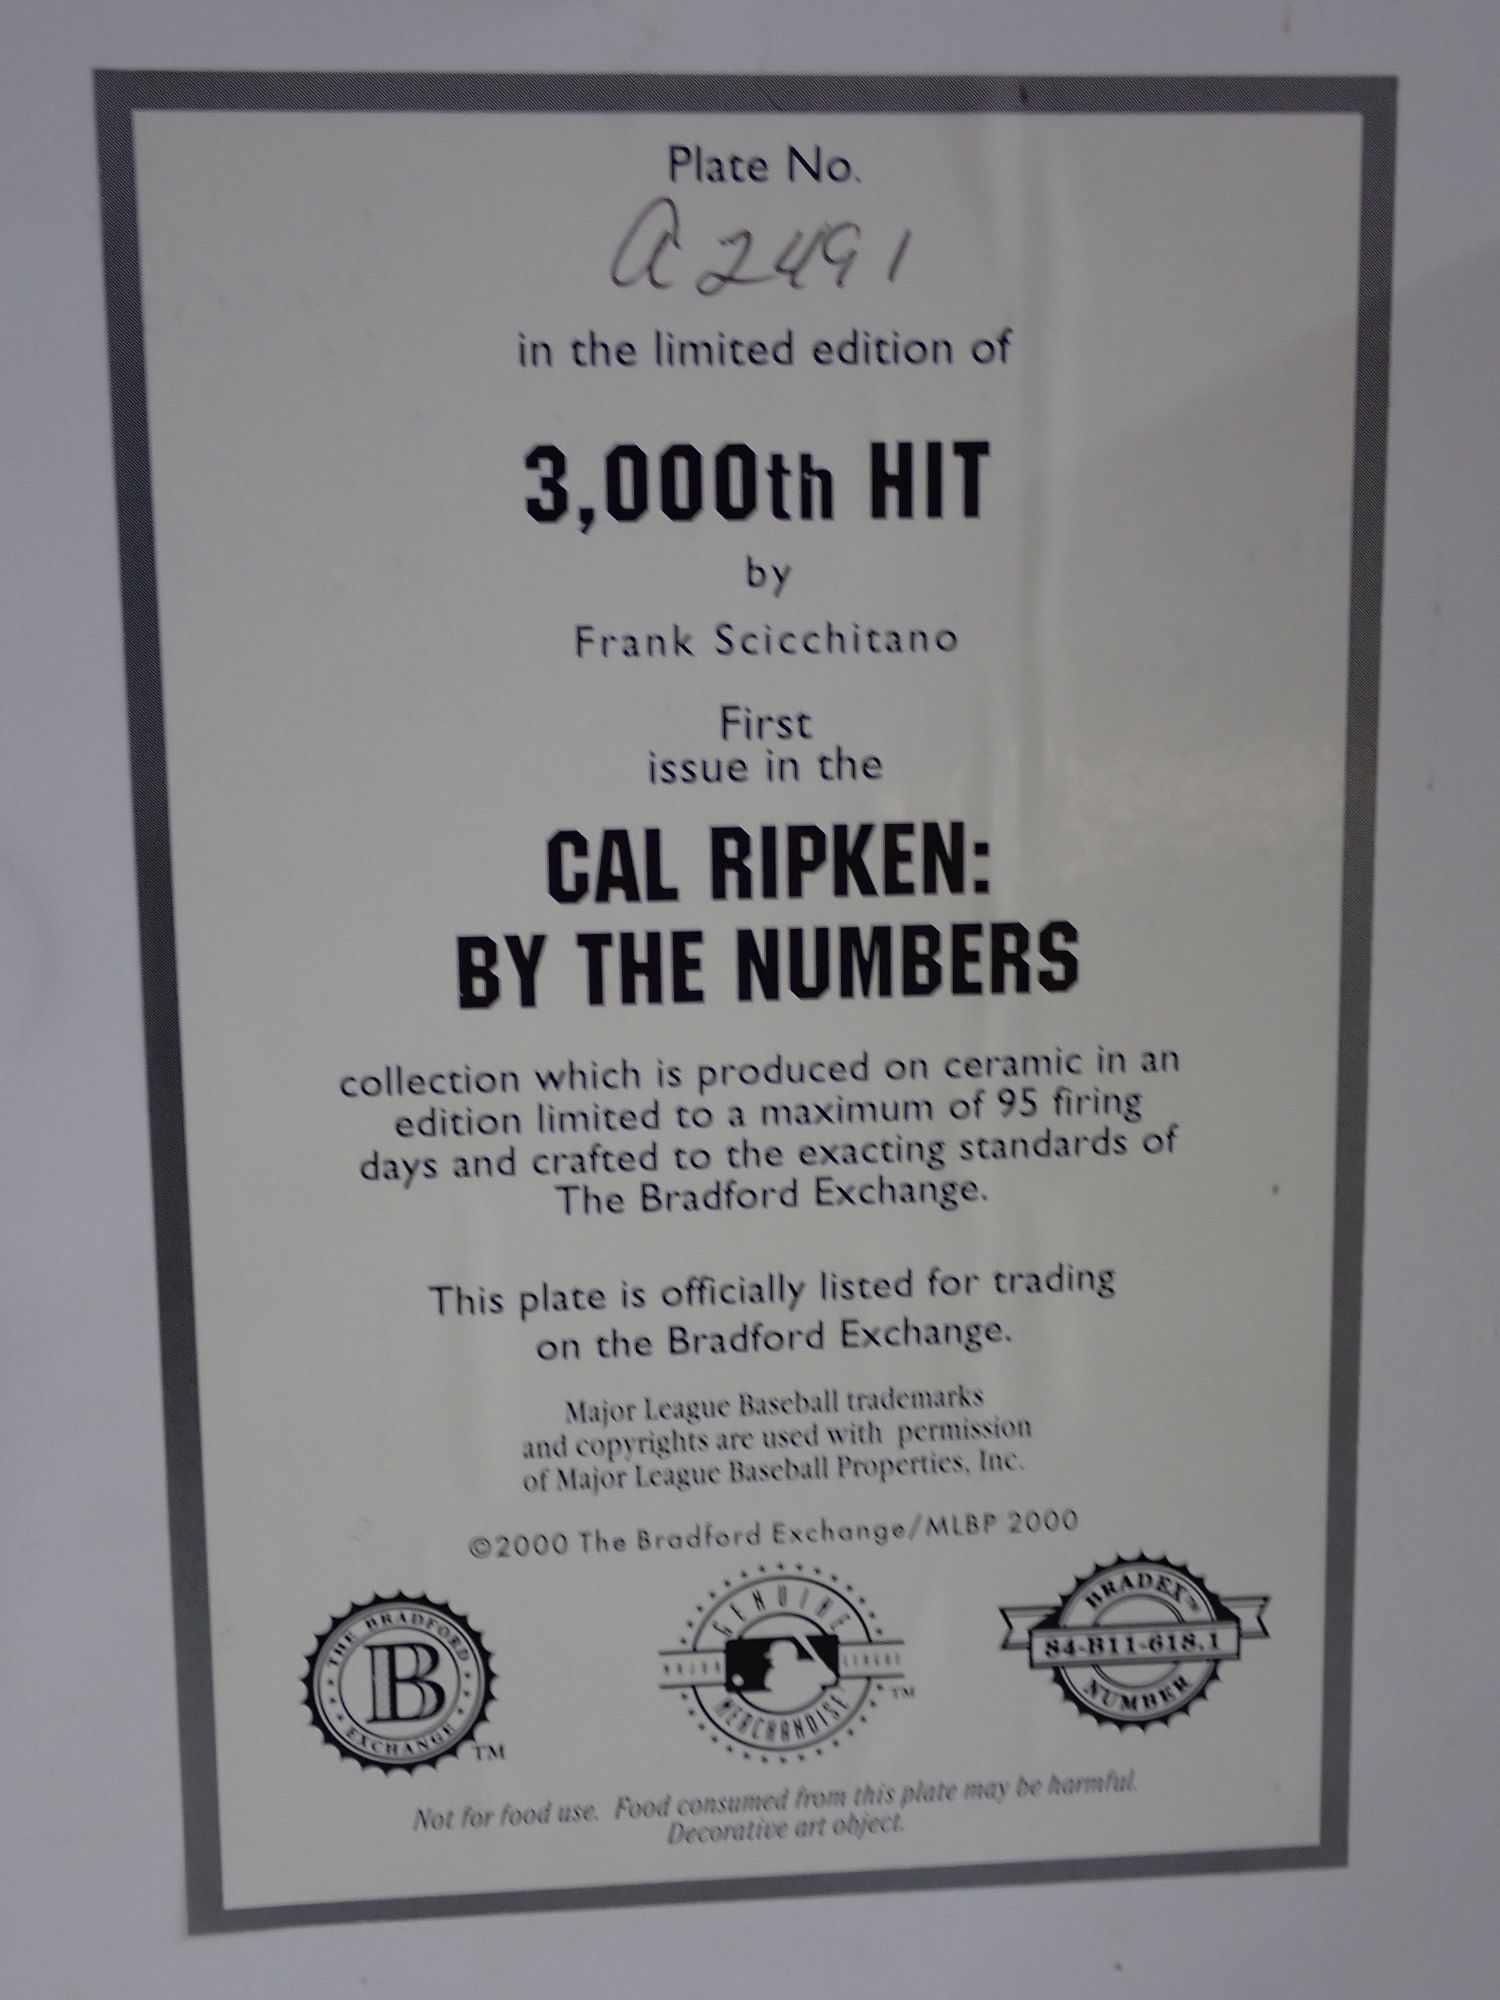 Plate No.
A2491
in the limited edition of
3,000th HIT
by
Frank Scicchitano
First
issue in the
CAL RIPKEN:
BY THE NUMBERS
collection which is produced on ceramic in an
edition limited to a maximum of 95 firing
days and crafted to the exacting standards of
The Bradford Exchange.
This plate is officially listed for trading
on the Bradford Exchange.
Major League Baseball trademarks
and copyrights are used with permission
of Major League Baseball Properties, Inc.
©2000 The Bradford Exchange/MLBP 2000
THE BRADFORD
B
EXCHANGE
TM
GENUINE
MAJOR LEAGUE
MERCHANDISE
TM
BRADEX™
84-B11-618.1
NUMBER
Not for food use. Food consumed from this plate may be harmful.
Decorative art object.